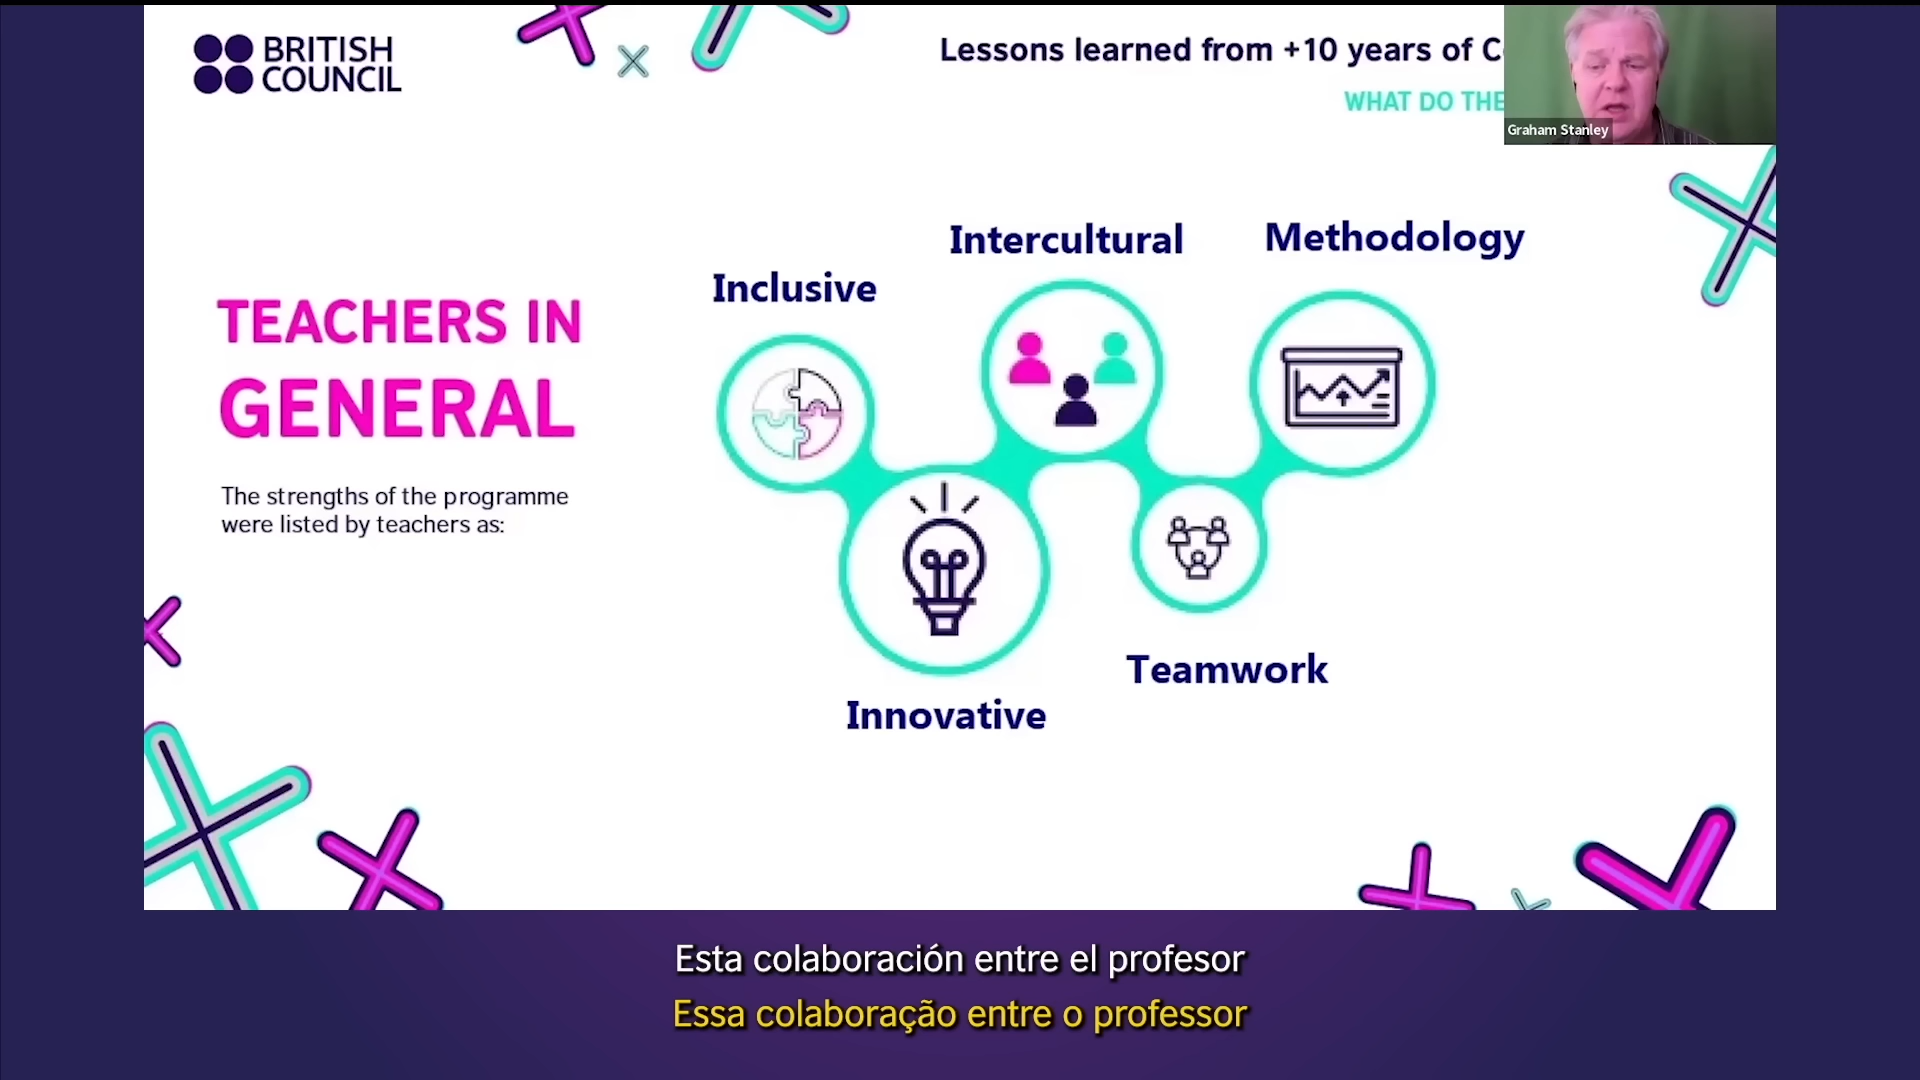 BRITISH
COUNCIL
Lessons learned from +10 years of
WHAT DO THE
Graham Stanley
Intercultural
Methodology
Inclusive
TEACHERS IN
GENERAL
The strengths of the programme
were listed by teachers as:
Teamwork
Innovative
Esta colaboración entre el profesor
Essa colaboração entre o professor